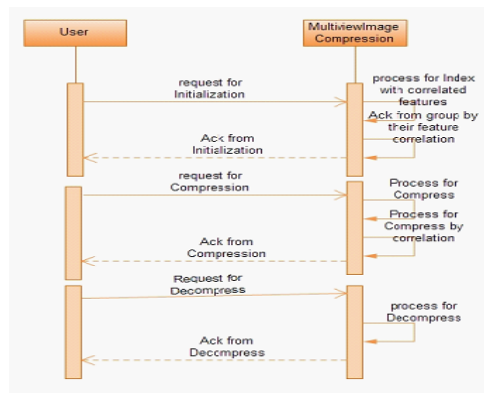 User
MultiviewImage
Compression
request for
Initialization
process for Index
with correlated
features
Ack from group by
their feature
correlation
Ack from
Initialization
request for
Compression
Process for
Compress
Process for
Compress by
correlation
Ack from
Compression
Request for
Decompress
process for
Decompress
Ack from
Decompress